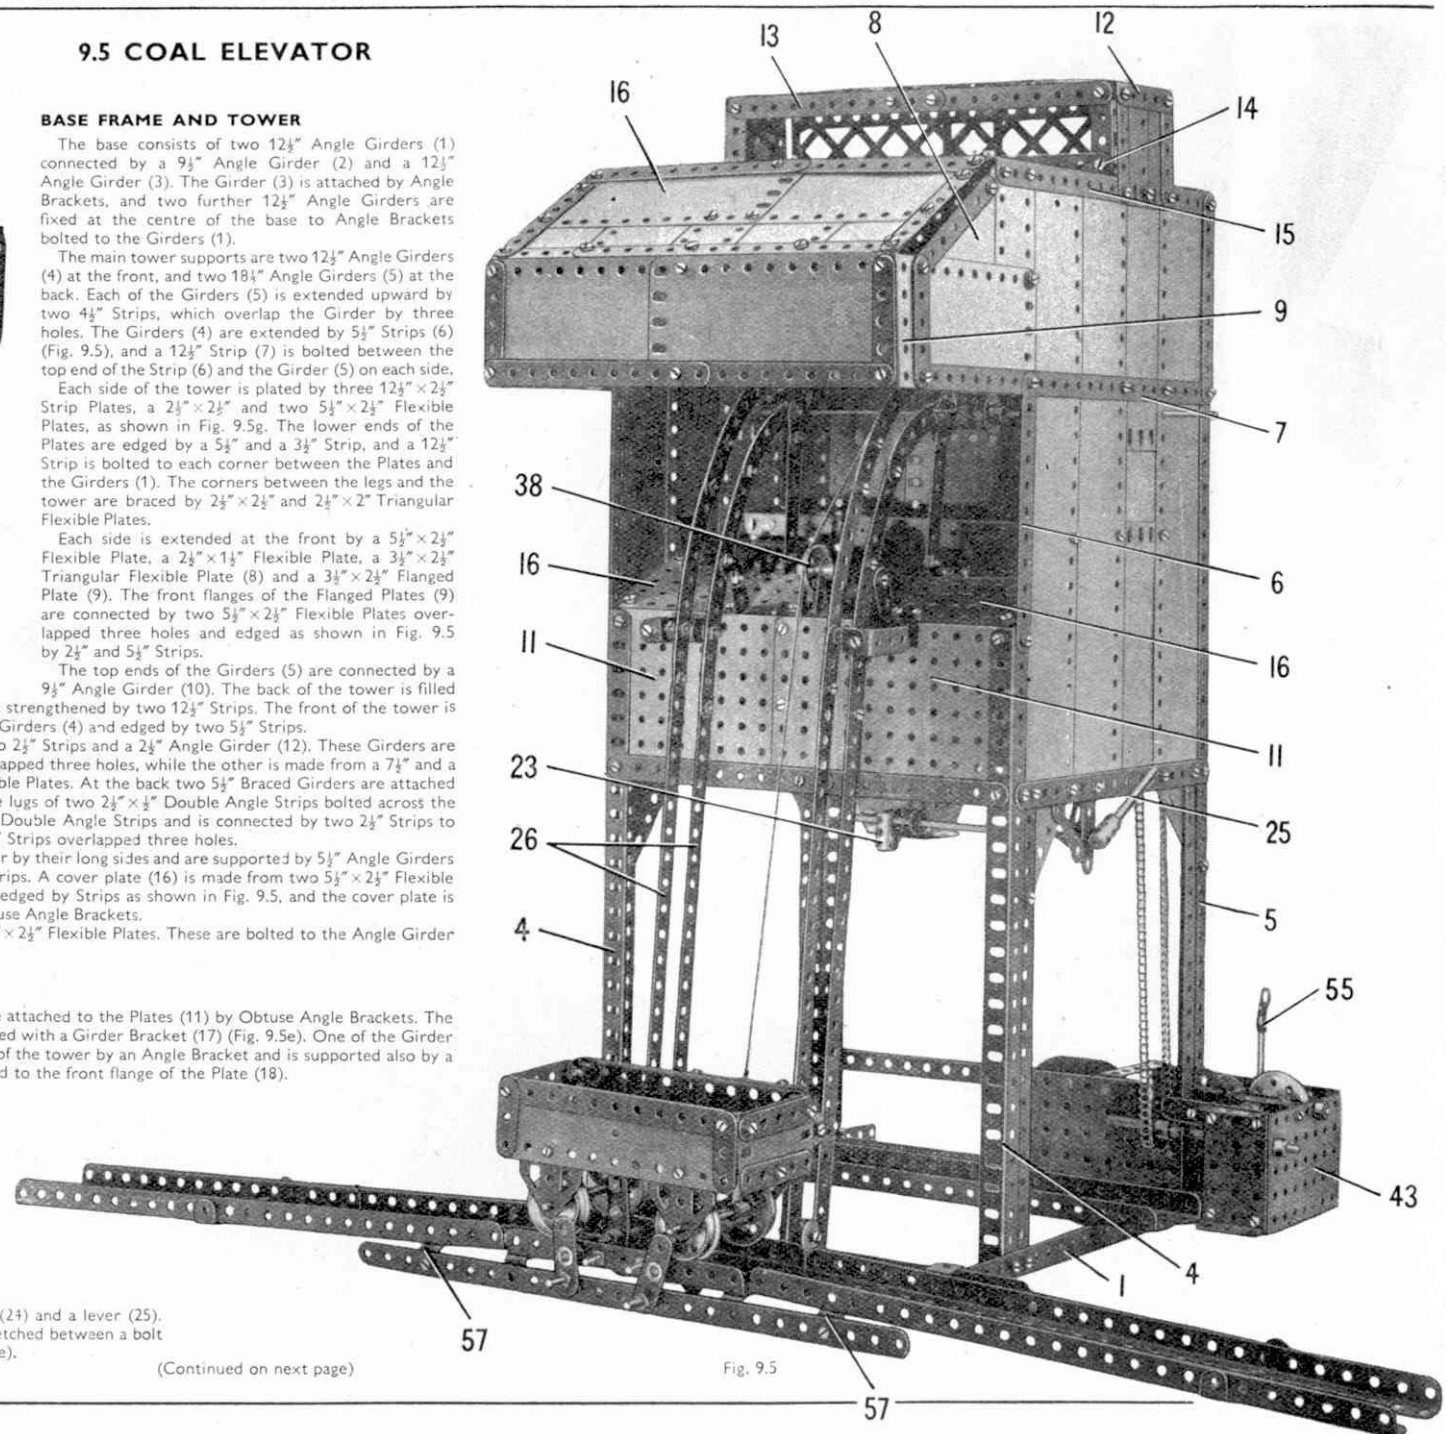 9.5 COAL ELEVATOR
BASE FRAME AND TOWER
The base consists of two 12½″ Angle Girders (1)
connected by a 9½″ Angle Girder (2) and a 12½″
Angle Girder (3). The Girder (3) is attached by Angle
Brackets, and two further 12½″ Angle Girders are
fixed at the centre of the base to Angle Brackets
bolted to the Girders (1).
The main tower supports are two 12½″ Angle Girders
(4) at the front, and two 18½″ Angle Girders (5) at the
back. Each of the Girders (5) is extended upward by
two 4½″ Strips, which overlap the Girder by three
holes. The Girders (4) are extended by 5½″ Strips (6)
(Fig. 9.5), and a 12½″ Strip (7) is bolted between the
top end of the Strip (6) and the Girder (5) on each side.
Each side of the tower is plated by three 12½″ × 2½″
Strip Plates, a 2½″ × 2½″ and two 5½″ × 2½″ Flexible
Plates, as shown in Fig. 9.5g. The lower ends of the
Plates are edged by a 5½″ and a 3½″ Strip, and a 12½″
Strip is bolted to each corner between the Plates and
the Girders (1). The corners between the legs and the
tower are braced by 2½″ × 2½″ and 2½″ × 2″ Triangular
Flexible Plates.
Each side is extended at the front by a 5½″ × 2½″
Flexible Plate, a 2½″ × 1½″ Flexible Plate, a 3½″ × 2½″
Triangular Flexible Plate (8) and a 3½″ × 2½″ Flanged
Plate (9). The front flanges of the Flanged Plates (9)
are connected by two 5½″ × 2½″ Flexible Plates over-
lapped three holes and edged as shown in Fig. 9.5
by 2½″ and 5½″ Strips.
The top ends of the Girders (5) are connected by a
9½″ Angle Girder (10). The back of the tower is filled
strengthened by two 12½″ Strips. The front of the tower is
Girders (4) and edged by two 5½″ Strips.
2½″ Strips and a 2½″ Angle Girder (12). These Girders are
apped three holes, while the other is made from a 7½″ and a
ble Plates. At the back two 5½″ Braced Girders are attached
lugs of two 2½″ × ½″ Double Angle Strips bolted across the
Double Angle Strips and is connected by two 2½″ Strips to
″ Strips overlapped three holes.
r by their long sides and are supported by 5½″ Angle Girders
rips. A cover plate (16) is made from two 5½″ × 2½″ Flexible
edged by Strips as shown in Fig. 9.5, and the cover plate is
use Angle Brackets.
″ × 2½″ Flexible Plates. These are bolted to the Angle Girder
attached to the Plates (11) by Obtuse Angle Brackets. The
ed with a Girder Bracket (17) (Fig. 9.5e). One of the Girder
of the tower by an Angle Bracket and is supported also by a
d to the front flange of the Plate (18).
(24) and a lever (25).
etched between a bolt
e).
(Continued on next page)
13
8
12
16
14
15
9
7
38
6
16
11
16
11
23
25
26
4
5
55
43
4
1
57
57
Fig. 9.5